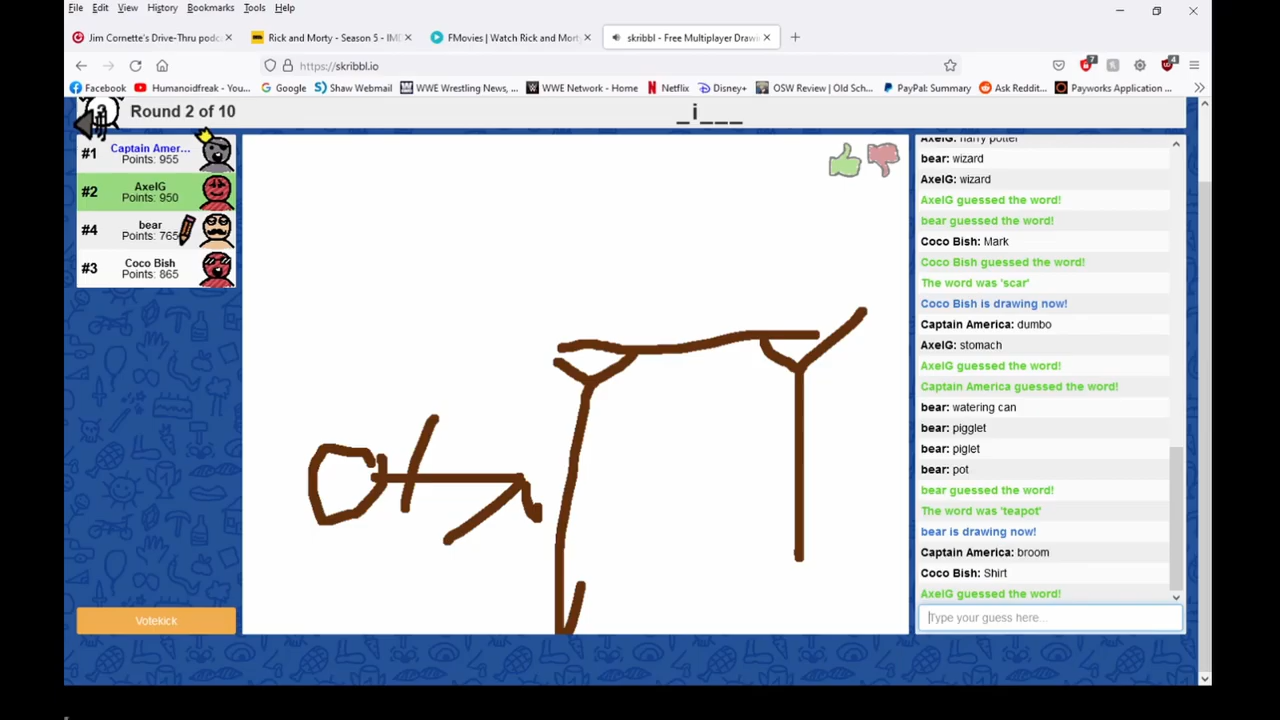 File Edit View History Bookmarks Tools Help
Jim Cornette's Drive-Thru podc Rick and Morty - Season 5 - IMD FMovies | Watch Rick and Morty skribbl - Free Multiplayer Drawi
https://skribbl.io
Facebook Humanoidfreak - You... Google Shaw Webmail WWE Wrestling News, ... WWE Network - Home Netflix Disney+ OSW Review | Old Sch... PayPal: Summary Ask Reddit... Payworks Application ...
Round 2 of 10
_i___
#1 Captain Amer...
Points: 955
#2 AxelG
Points: 950
#4 bear
Points: 765
#3 Coco Bish
Points: 865
AxelG: harry potter
bear: wizard
AxelG: wizard
AxelG guessed the word!
bear guessed the word!
Coco Bish: Mark
Coco Bish guessed the word!
The word was 'scar'
Coco Bish is drawing now!
Captain America: dumbo
AxelG: stomach
AxelG guessed the word!
Captain America guessed the word!
bear: watering can
bear: pigglet
bear: piglet
bear: pot
bear guessed the word!
The word was 'teapot'
bear is drawing now!
Captain America: broom
Coco Bish: Shirt
AxelG guessed the word!
Type your guess here...
Votekick